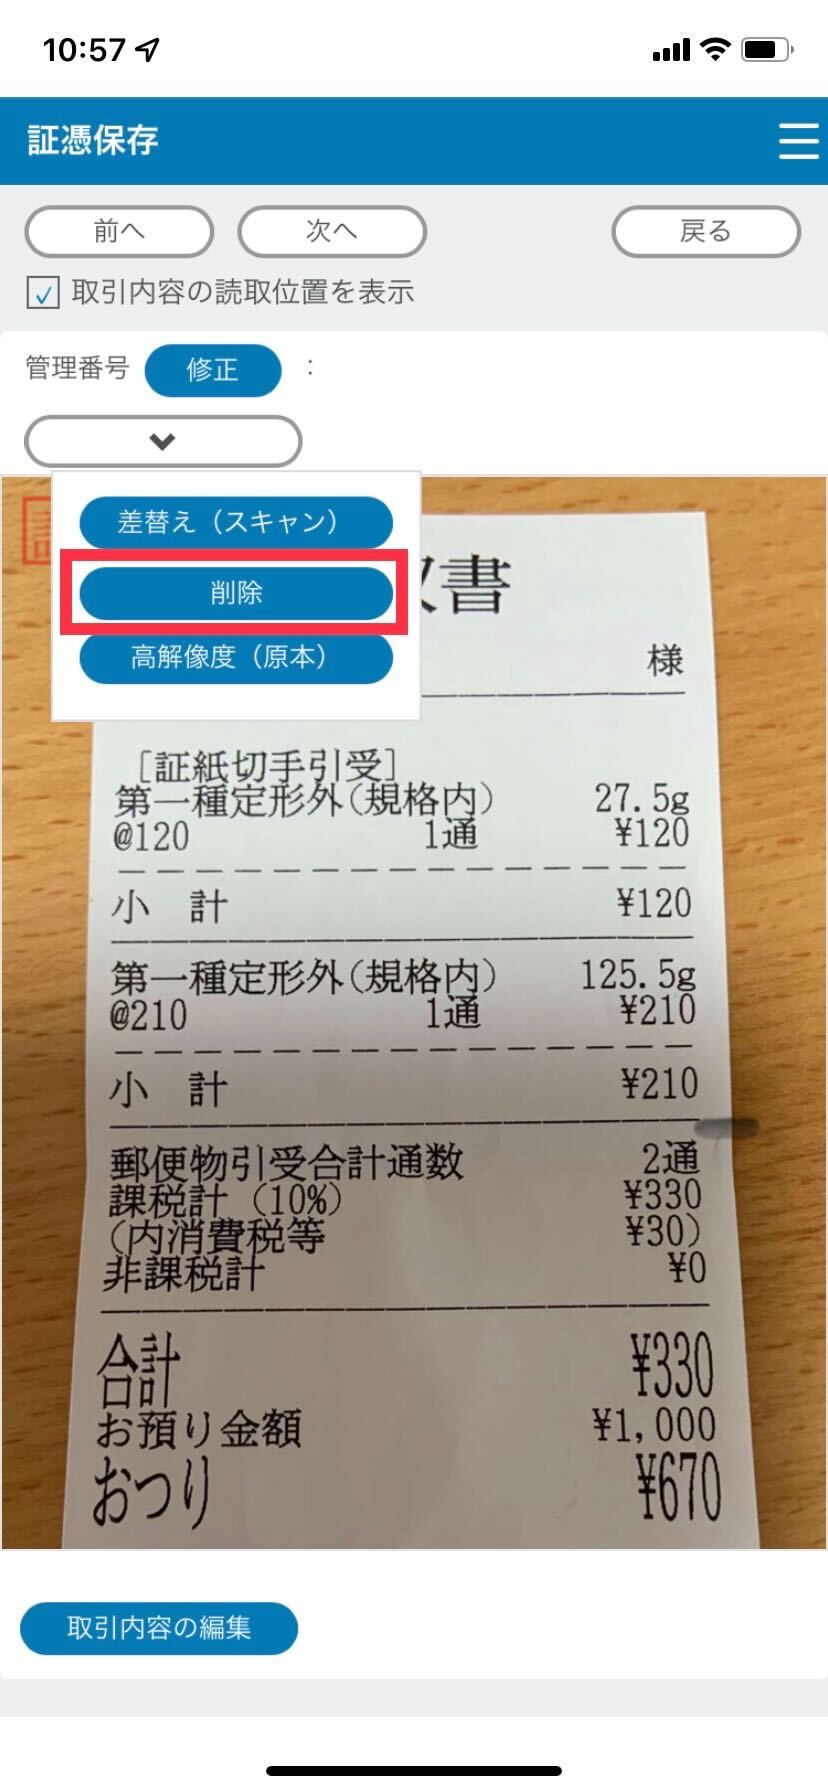 10:57
証憑保存
前へ 次へ 戻る
取引内容の読取位置を表示
管理番号 修正 :
差替え（スキャン）
削除
高解像度（原本）
書
様
[証紙切手引受]
第一種定形外(規格内) 27.5g
@120 1通 ¥120
小 計 ¥120
第一種定形外(規格内) 125.5g
@210 1通 ¥210
小 計 ¥210
郵便物引受合計通数 2通
課税計(10%) ¥330
(内消費税等 ¥30)
非課税計 ¥0
合計 ¥330
お預り金額 ¥1,000
おつり ¥670
取引内容の編集